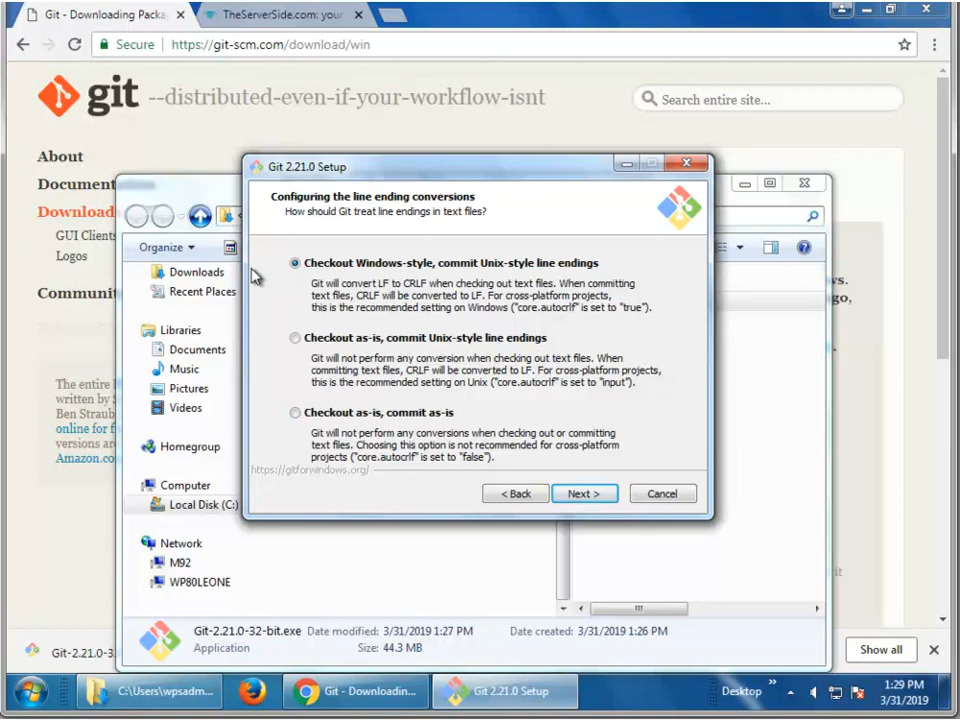 Git - Downloading Packa
TheServerSide.com: your
Secure
https://git-scm.com/download/win
git --distributed-even-if-your-workflow-isnt
Search entire site...
About
Document
Download
GUI Clients
Logos
Communit
The entire
written by
Ben Straub
online for f
versions are
Amazon.com
Git 2.21.0 Setup
Configuring the line ending conversions
How should Git treat line endings in text files?
Checkout Windows-style, commit Unix-style line endings
Git will convert LF to CRLF when checking out text files. When committing
text files, CRLF will be converted to LF. For cross-platform projects,
this is the recommended setting on Windows ("core.autocrlf" is set to "true").
Checkout as-is, commit Unix-style line endings
Git will not perform any conversion when checking out text files. When
committing text files, CRLF will be converted to LF. For cross-platform projects,
this is the recommended setting on Unix ("core.autocrlf" is set to "input").
Checkout as-is, commit as-is
Git will not perform any conversions when checking out or committing
text files. Choosing this option is not recommended for cross-platform
projects ("core.autocrlf" is set to "false").
https://gitforwindows.org/
< Back
Next >
Cancel
Organize
Downloads
Recent Places
Libraries
Documents
Music
Pictures
Videos
Homegroup
Computer
Local Disk (C:)
Network
M92
WP80LEONE
Git-2.21.0-32-bit.exe Date modified: 3/31/2019 1:27 PM Date created: 3/31/2019 1:26 PM
Application Size: 44.3 MB
Git-2.21.0-3
Show all
C:\Users\wpsadm...
Git - Downloadin...
Git 2.21.0 Setup
Desktop
1:29 PM
3/31/2019